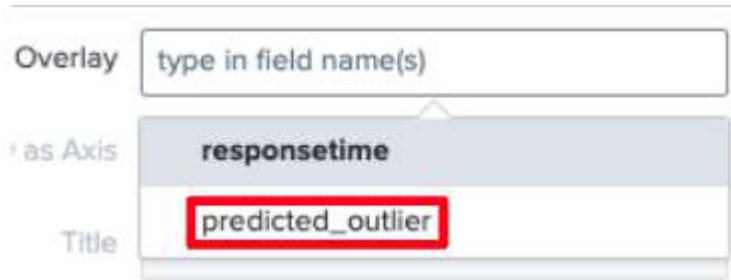 Overlay type in field name(s)
as Axis responsetime
Title predicted_outlier